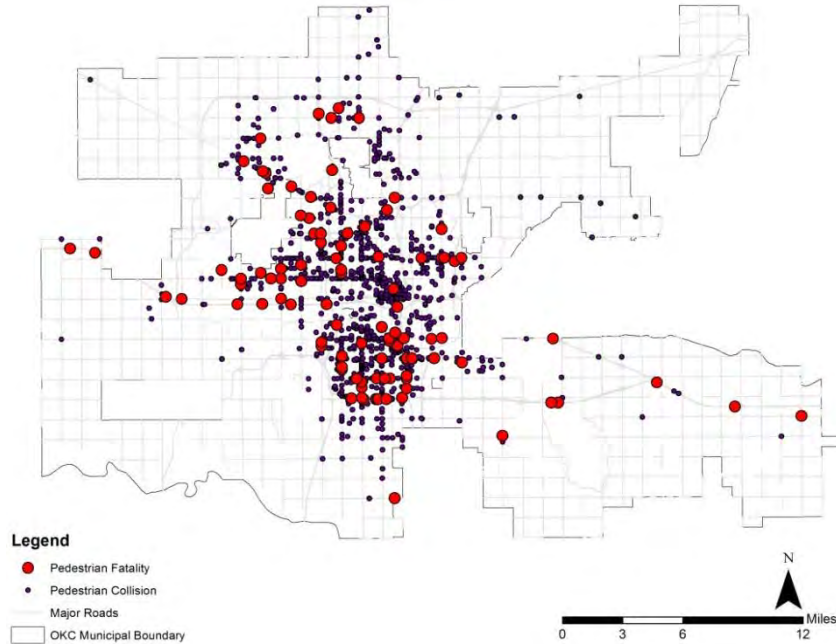 Legend
Pedestrian Fatality
Pedestrian Collision
Major Roads
OKC Municipal Boundary
N
Miles
0 3 6 12